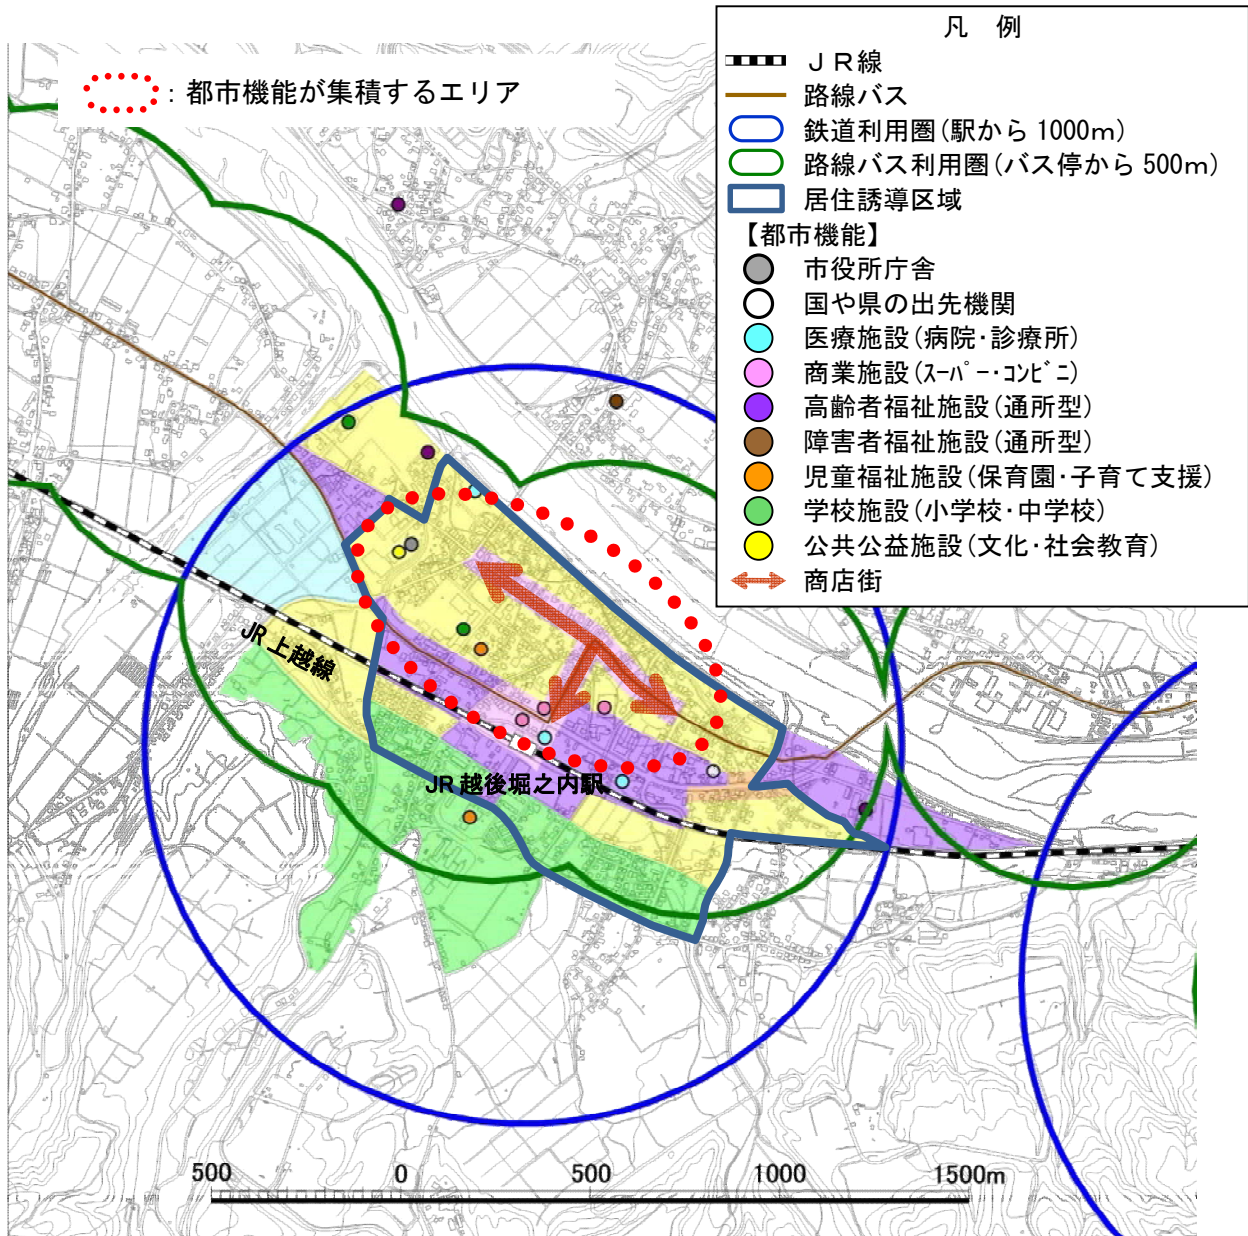 ：都市機能が集積するエリア
凡　例
ＪＲ線
路線バス
鉄道利用圏(駅から 1000ｍ)
路線バス利用圏(バス停から 500ｍ)
居住誘導区域
【都市機能】
市役所庁舎
国や県の出先機関
医療施設(病院・診療所)
商業施設(ｽｰﾊﾟｰ・ｺﾝﾋﾞﾆ)
高齢者福祉施設(通所型)
障害者福祉施設(通所型)
児童福祉施設(保育園・子育て支援)
学校施設(小学校・中学校)
公共公益施設(文化・社会教育)
商店街
JR 上越線
JR 越後堀之内駅
500 0 500 1000 1500m